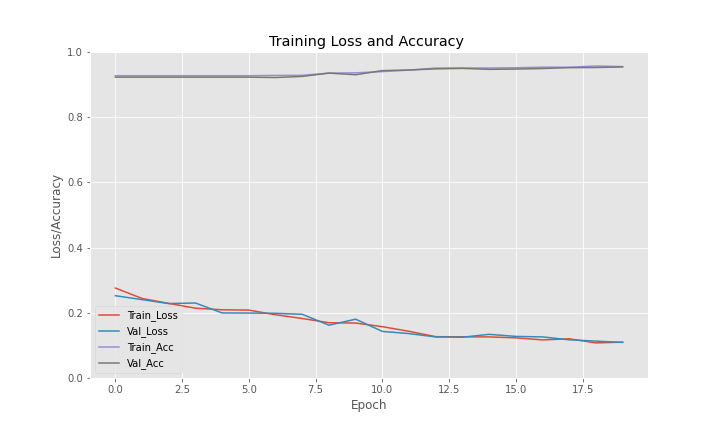 Training Loss and Accuracy
1.0
0.8
0.6
0.4
0.2
0.0
Loss/Accuracy
Train_Loss
Val_Loss
Train_Acc
Val_Acc
0.0 2.5 5.0 7.5 10.0 12.5 15.0 17.5
Epoch